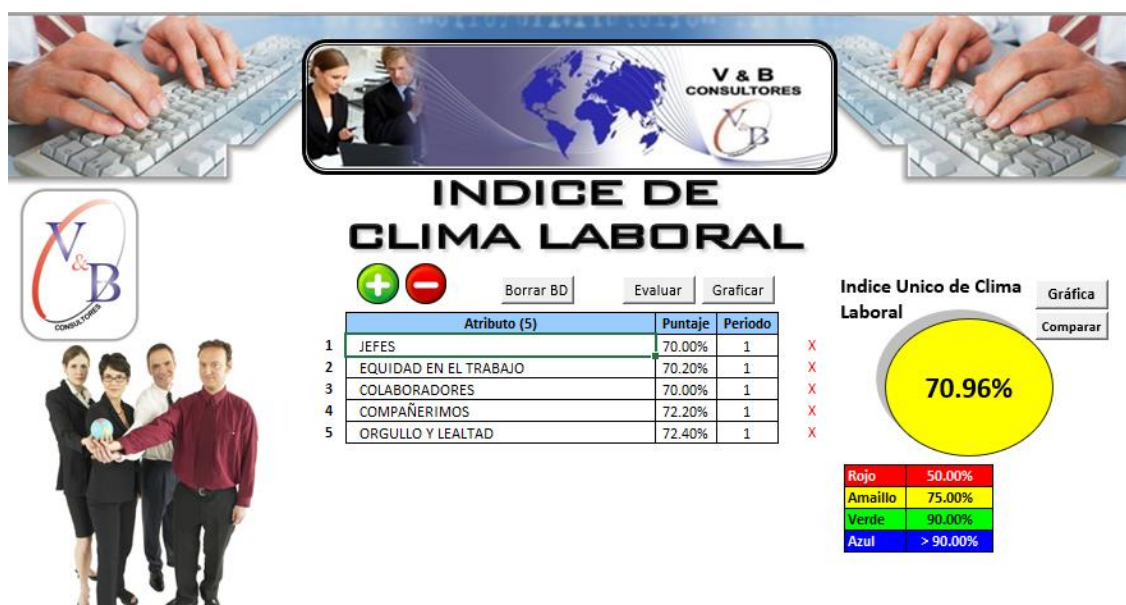 V & B
CONSULTORES
V&B
INDICE DE
CLIMA LABORAL
V&B
CONSULTORES
Borrar BD Evaluar Graficar
Indice Unico de Clima
Laboral
Gráfica
Comparar
Atributo (5) Puntaje Periodo
1 JEFES 70.00% 1 X
2 EQUIDAD EN EL TRABAJO 70.20% 1 X
3 COLABORADORES 70.00% 1 X
4 COMPAÑERIMOS 72.20% 1 X
5 ORGULLO Y LEALTAD 72.40% 1 X
70.96%
Rojo 50.00%
Amaillo 75.00%
Verde 90.00%
Azul > 90.00%